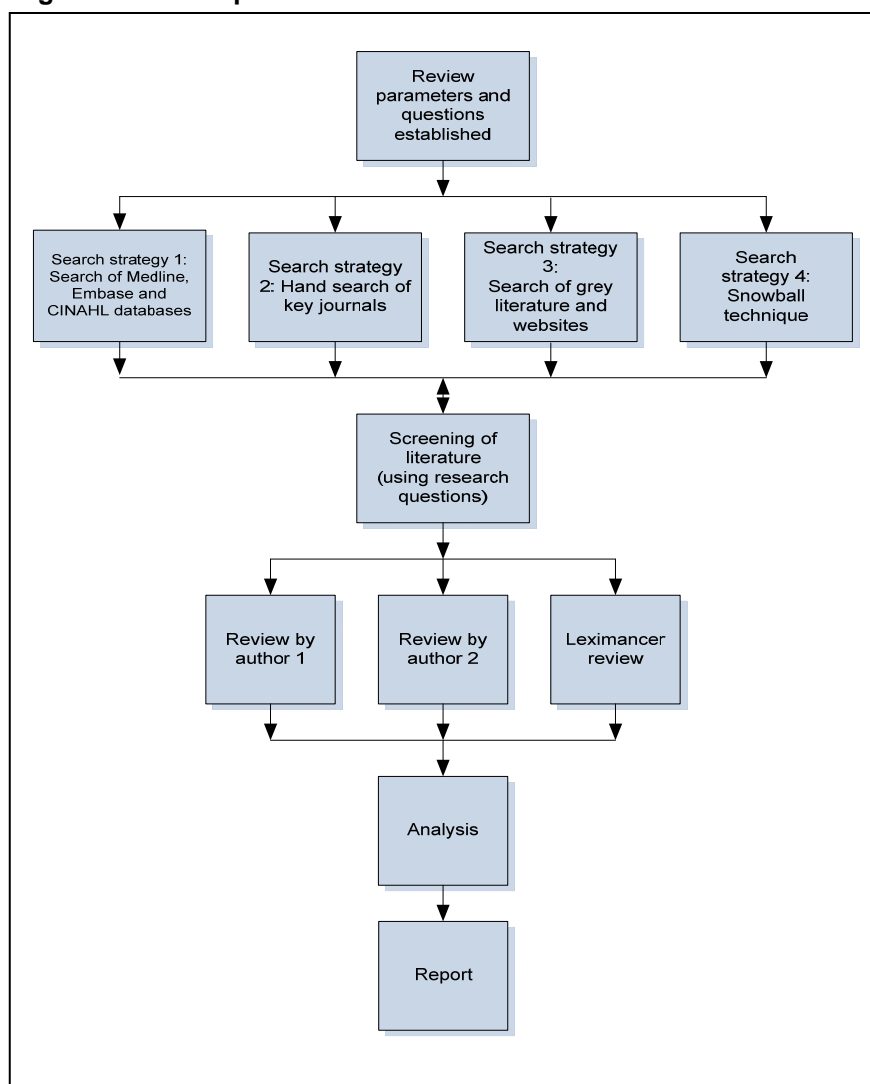 Review
parameters and
questions
established
Search strategy 1:
Search of Medline,
Embase and
CINAHL databases
Search strategy
2: Hand search of
key journals
Search strategy
3:
Search of grey
literature and
websites
Search
strategy 4:
Snowball
technique
Screening of
literature
(using research
questions)
Review by
author 1
Review by
author 2
Leximancer
review
Analysis
Report